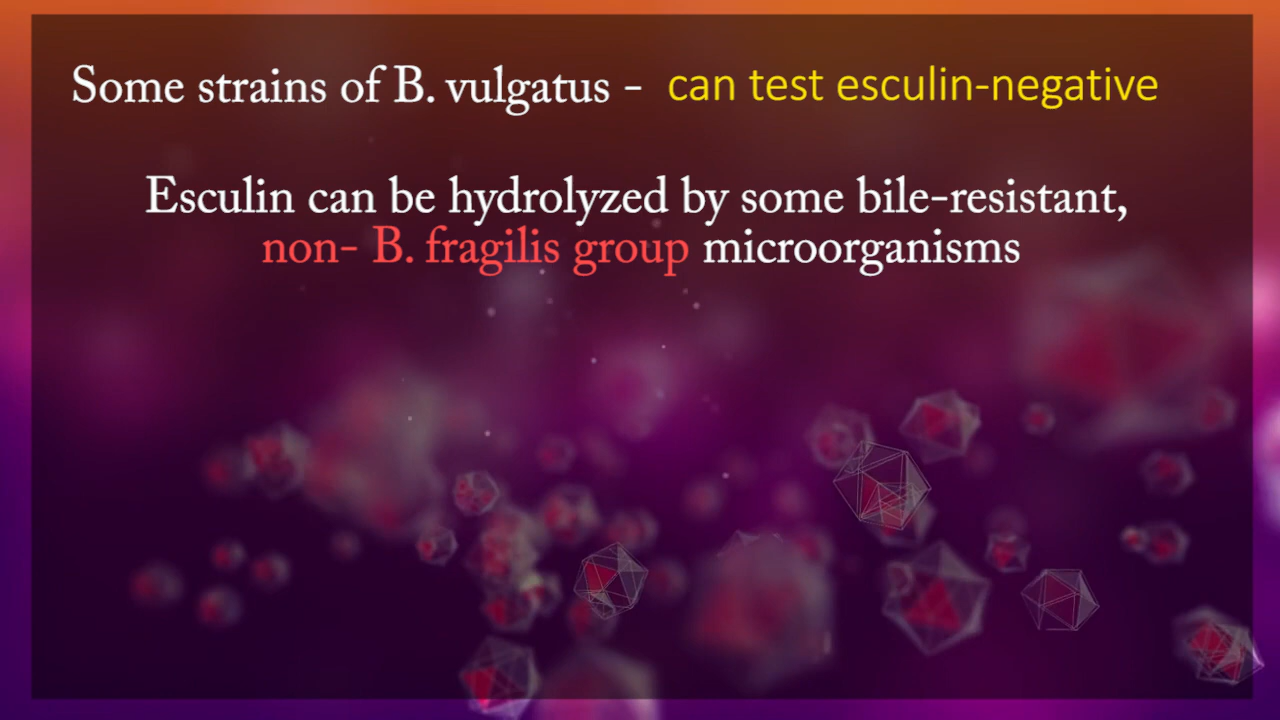 Some strains of B. vulgatus - can test esculin-negative
Esculin can be hydrolyzed by some bile-resistant,
non- B. fragilis group microorganisms